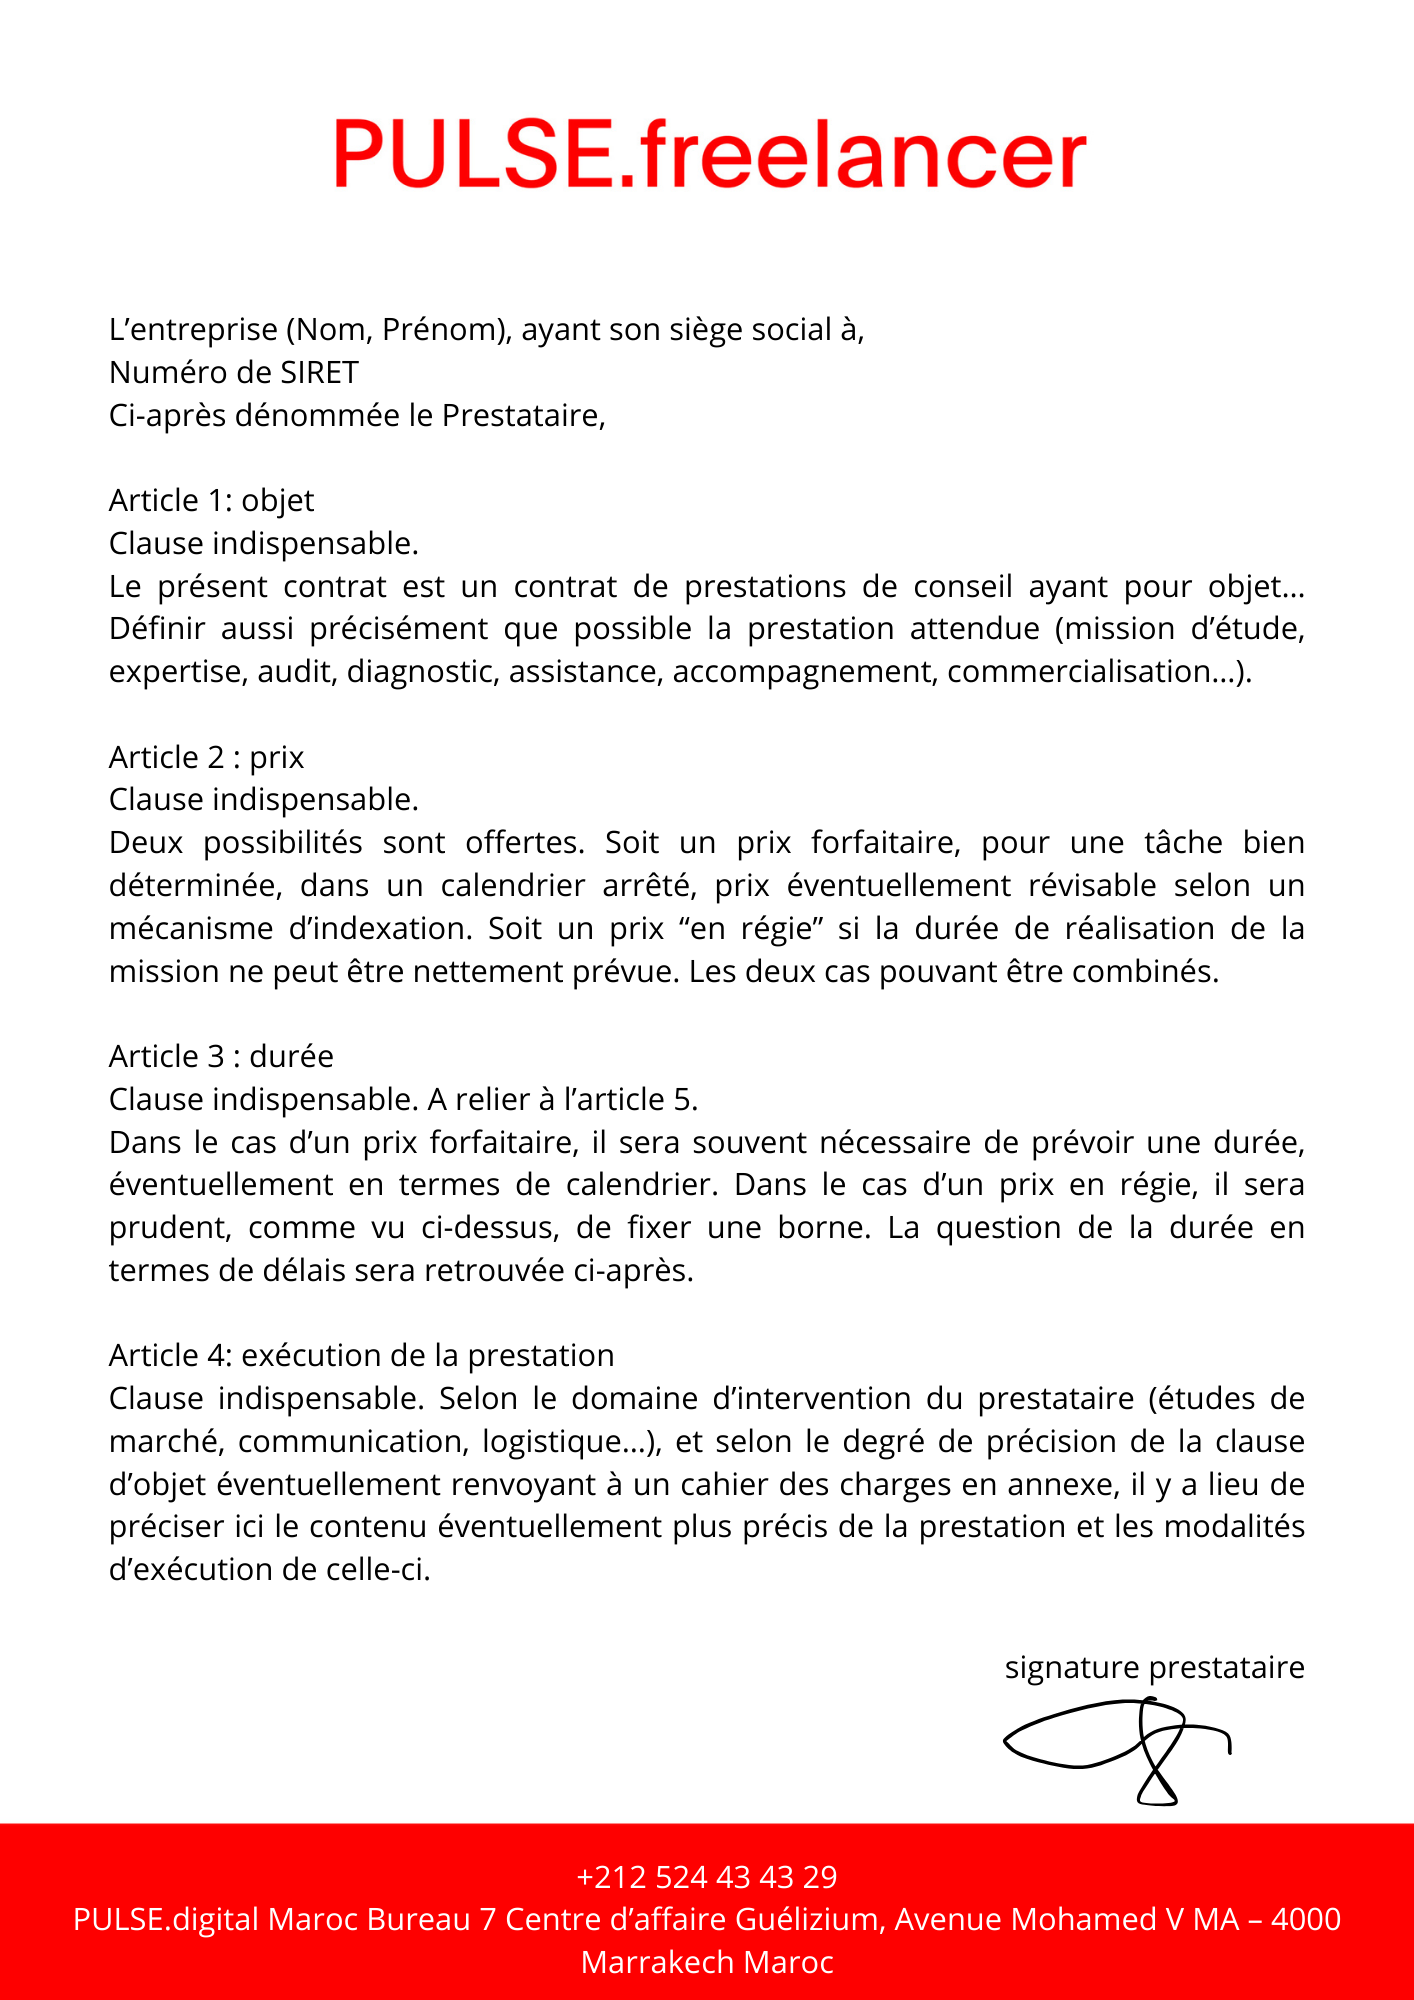 PULSE.freelancer
L’entreprise (Nom, Prénom), ayant son siège social à,
Numéro de SIRET
Ci-après dénommée le Prestataire,
Article 1: objet
Clause indispensable.
Le présent contrat est un contrat de prestations de conseil ayant pour objet…
Définir aussi précisément que possible la prestation attendue (mission d’étude,
expertise, audit, diagnostic, assistance, accompagnement, commercialisation…).
Article 2 : prix
Clause indispensable.
Deux possibilités sont offertes. Soit un prix forfaitaire, pour une tâche bien
déterminée, dans un calendrier arrêté, prix éventuellement révisable selon un
mécanisme d’indexation. Soit un prix “en régie” si la durée de réalisation de la
mission ne peut être nettement prévue. Les deux cas pouvant être combinés.
Article 3 : durée
Clause indispensable. A relier à l’article 5.
Dans le cas d’un prix forfaitaire, il sera souvent nécessaire de prévoir une durée,
éventuellement en termes de calendrier. Dans le cas d’un prix en régie, il sera
prudent, comme vu ci-dessus, de fixer une borne. La question de la durée en
termes de délais sera retrouvée ci-après.
Article 4: exécution de la prestation
Clause indispensable. Selon le domaine d’intervention du prestataire (études de
marché, communication, logistique…), et selon le degré de précision de la clause
d’objet éventuellement renvoyant à un cahier des charges en annexe, il y a lieu de
préciser ici le contenu éventuellement plus précis de la prestation et les modalités
d’exécution de celle-ci.
signature prestataire
+212 524 43 43 29
PULSE.digital Maroc Bureau 7 Centre d’affaire Guélizium, Avenue Mohamed V MA – 4000
Marrakech Maroc